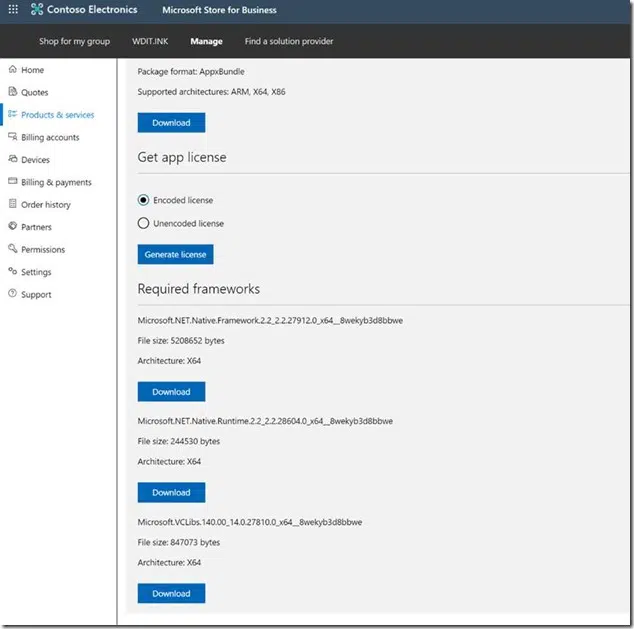 Contoso Electronics Microsoft Store for Business
Shop for my group WDIT.INK Manage Find a solution provider
Home
Quotes
Products & services
Billing accounts
Devices
Billing & payments
Order history
Partners
Permissions
Settings
Support
Package format: AppxBundle
Supported architectures: ARM, X64, X86
Download
Get app license
Encoded license
Unencoded license
Generate license
Required frameworks
Microsoft.NET.Native.Framework.2.2_2.2.27912.0_x64__8wekyb3d8bbwe
File size: 5208652 bytes
Architecture: X64
Download
Microsoft.NET.Native.Runtime.2.2_2.2.28604.0_x64__8wekyb3d8bbwe
File size: 244530 bytes
Architecture: X64
Download
Microsoft.VCLibs.140.00_14.0.27810.0_x64__8wekyb3d8bbwe
File size: 847073 bytes
Architecture: X64
Download